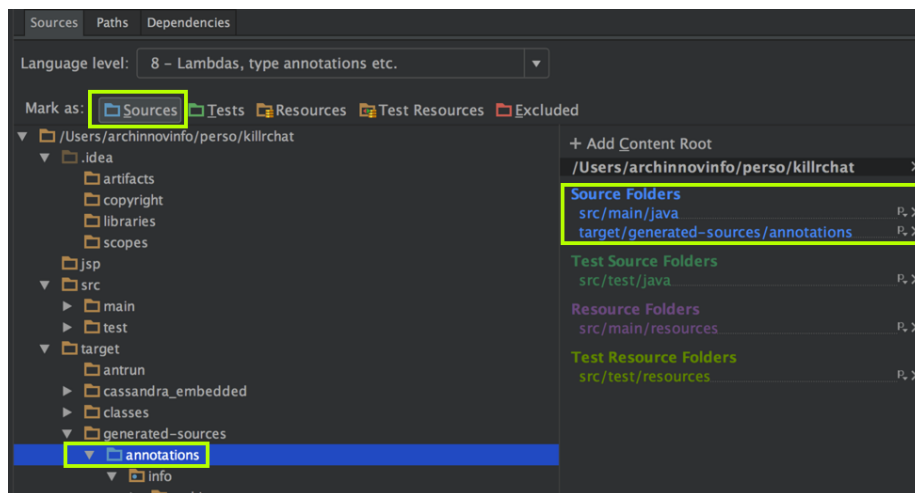 Sources Paths Dependencies
Language level: 8 – Lambdas, type annotations etc.
Mark as: Sources Tests Resources Test Resources Excluded
/Users/archinnovinfo/perso/killrchat
.idea
artifacts
copyright
libraries
scopes
jsp
src
main
test
target
antrun
cassandra_embedded
classes
generated-sources
annotations
info
+ Add Content Root
/Users/archinnovinfo/perso/killrchat
Source Folders
src/main/java
target/generated-sources/annotations
Test Source Folders
src/test/java
Resource Folders
src/main/resources
Test Resource Folders
src/test/resources